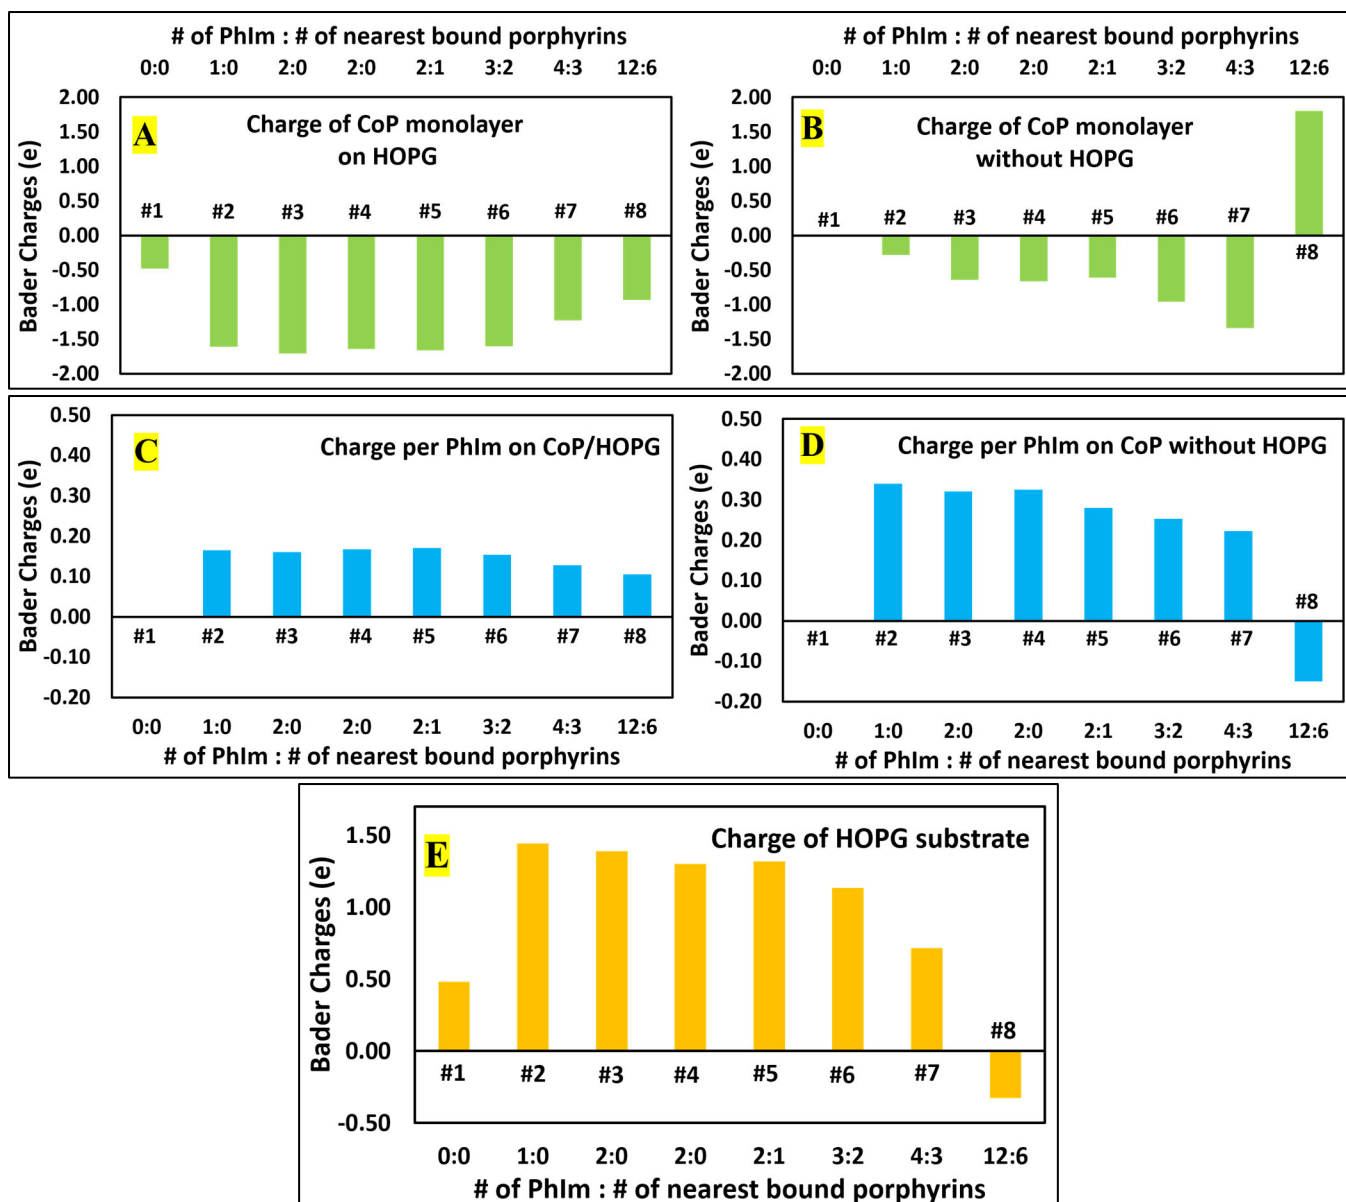 # of PhIm : # of nearest bound porphyrins
0:0 1:0 2:0 2:0 2:1 3:2 4:3 12:6
A
Charge of CoP monolayer
on HOPG
Bader Charges (e)
2.00
1.50
1.00
0.50
0.00
-0.50
-1.00
-1.50
-2.00
#1 #2 #3 #4 #5 #6 #7 #8
# of PhIm : # of nearest bound porphyrins
0:0 1:0 2:0 2:0 2:1 3:2 4:3 12:6
B
Charge of CoP monolayer
without HOPG
Bader Charges (e)
2.00
1.50
1.00
0.50
0.00
-0.50
-1.00
-1.50
-2.00
#1 #2 #3 #4 #5 #6 #7 #8
C
Charge per PhIm on CoP/HOPG
Bader Charges (e)
0.50
0.40
0.30
0.20
0.10
0.00
-0.10
-0.20
#1 #2 #3 #4 #5 #6 #7 #8
0:0 1:0 2:0 2:0 2:1 3:2 4:3 12:6
# of PhIm : # of nearest bound porphyrins
D
Charge per PhIm on CoP without HOPG
Bader Charges (e)
0.50
0.40
0.30
0.20
0.10
0.00
-0.10
-0.20
#1 #2 #3 #4 #5 #6 #7 #8
0:0 1:0 2:0 2:0 2:1 3:2 4:3 12:6
# of PhIm : # of nearest bound porphyrins
E
Charge of HOPG substrate
Bader Charges (e)
1.50
1.00
0.50
0.00
-0.50
#1 #2 #3 #4 #5 #6 #7 #8
0:0 1:0 2:0 2:0 2:1 3:2 4:3 12:6
# of PhIm : # of nearest bound porphyrins